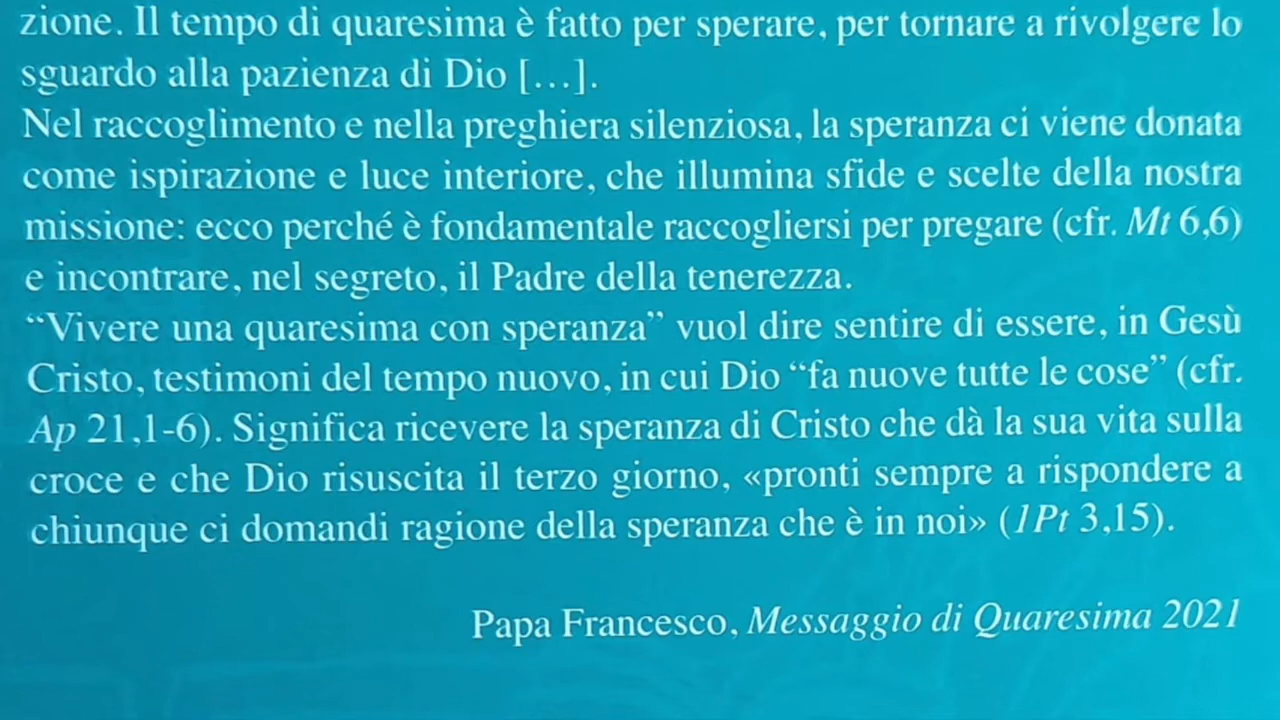 zione. Il tempo di quaresima è fatto per sperare, per tornare a rivolgere lo
sguardo alla pazienza di Dio […].
Nel raccoglimento e nella preghiera silenziosa, la speranza ci viene donata
come ispirazione e luce interiore, che illumina sfide e scelte della nostra
missione: ecco perché è fondamentale raccogliersi per pregare (cfr. Mt 6,6)
e incontrare, nel segreto, il Padre della tenerezza.
“Vivere una quaresima con speranza” vuol dire sentire di essere, in Gesù
Cristo, testimoni del tempo nuovo, in cui Dio “fa nuove tutte le cose” (cfr.
Ap 21,1-6). Significa ricevere la speranza di Cristo che dà la sua vita sulla
croce e che Dio risuscita il terzo giorno, «pronti sempre a rispondere a
chiunque ci domandi ragione della speranza che è in noi» (1Pt 3,15).
Papa Francesco, Messaggio di Quaresima 2021